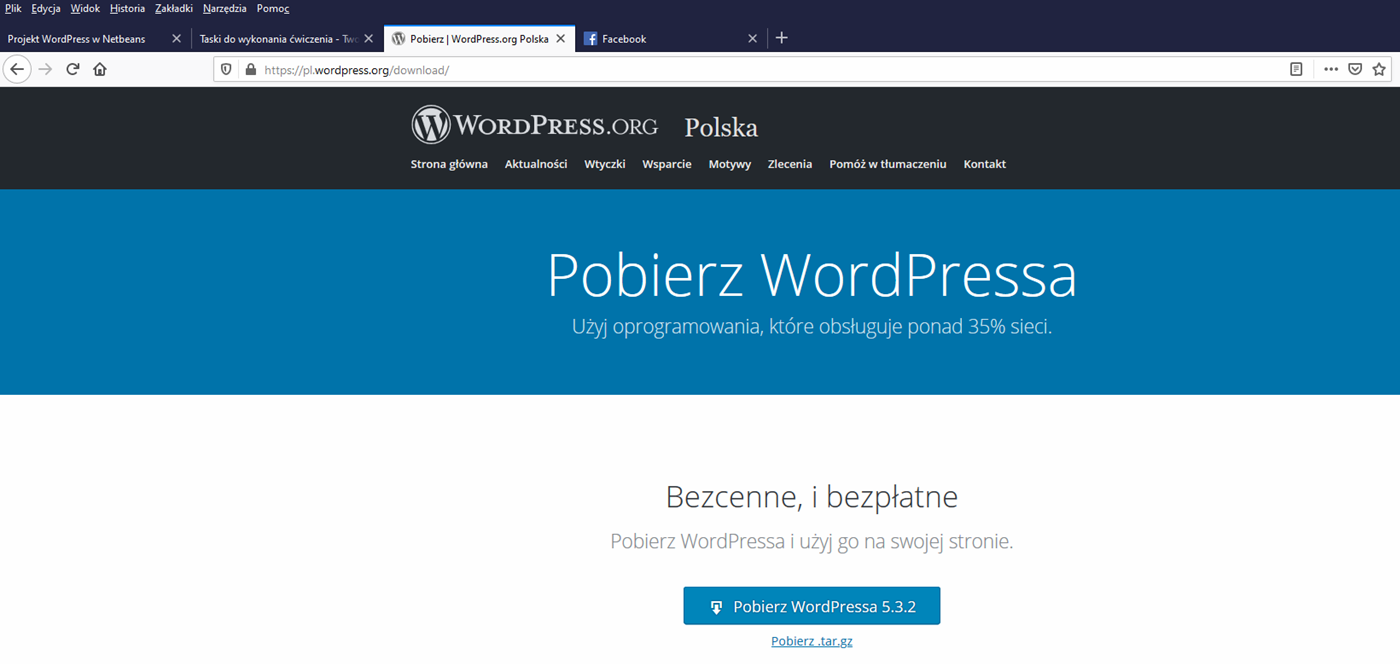 Plik Edycja Widok Historia Zakładki Narzędzia Pomoc
Projekt WordPress w Netbeans
Taski do wykonania ćwiczenia - Two
Pobierz | WordPress.org Polska
Facebook
https://pl.wordpress.org/download/
WORDPRESS.ORG Polska
Strona główna Aktualności Wtyczki Wsparcie Motywy Zlecenia Pomóż w tłumaczeniu Kontakt
Pobierz WordPressa
Użyj oprogramowania, które obsługuje ponad 35% sieci.
Bezcenne, i bezpłatne
Pobierz WordPressa i użyj go na swojej stronie.
Pobierz WordPressa 5.3.2
Pobierz .tar.gz